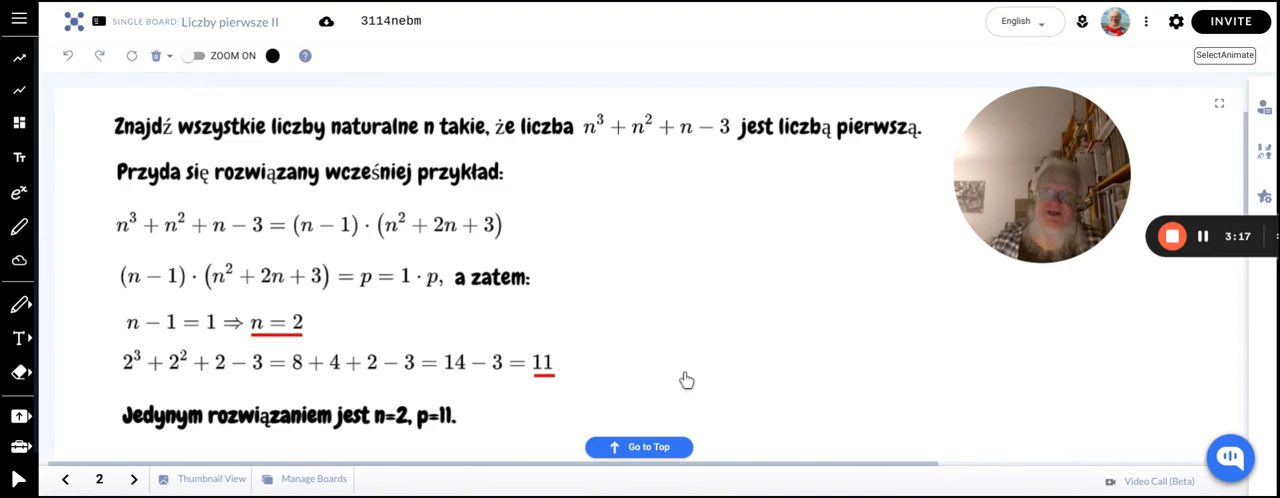 SINGLE BOARD: Liczby pierwsze II
3114nebm
English
INVITE
ZOOM ON
SelectAnimate
Znajdź wszystkie liczby naturalne n takie, że liczba n³ + n² + n − 3 jest liczbą pierwszą.
Przyda się rozwiązany wcześniej przykład:
n³ + n² + n − 3 = (n − 1) · (n² + 2n + 3)
(n − 1) · (n² + 2n + 3) = p = 1 · p, a zatem:
3:17
n − 1 = 1 ⇒ n = 2
2³ + 2² + 2 − 3 = 8 + 4 + 2 − 3 = 14 − 3 = 11
Jedynym rozwiązaniem jest n=2, p=11.
Go to Top
2
Thumbnail View
Manage Boards
Video Call (Beta)